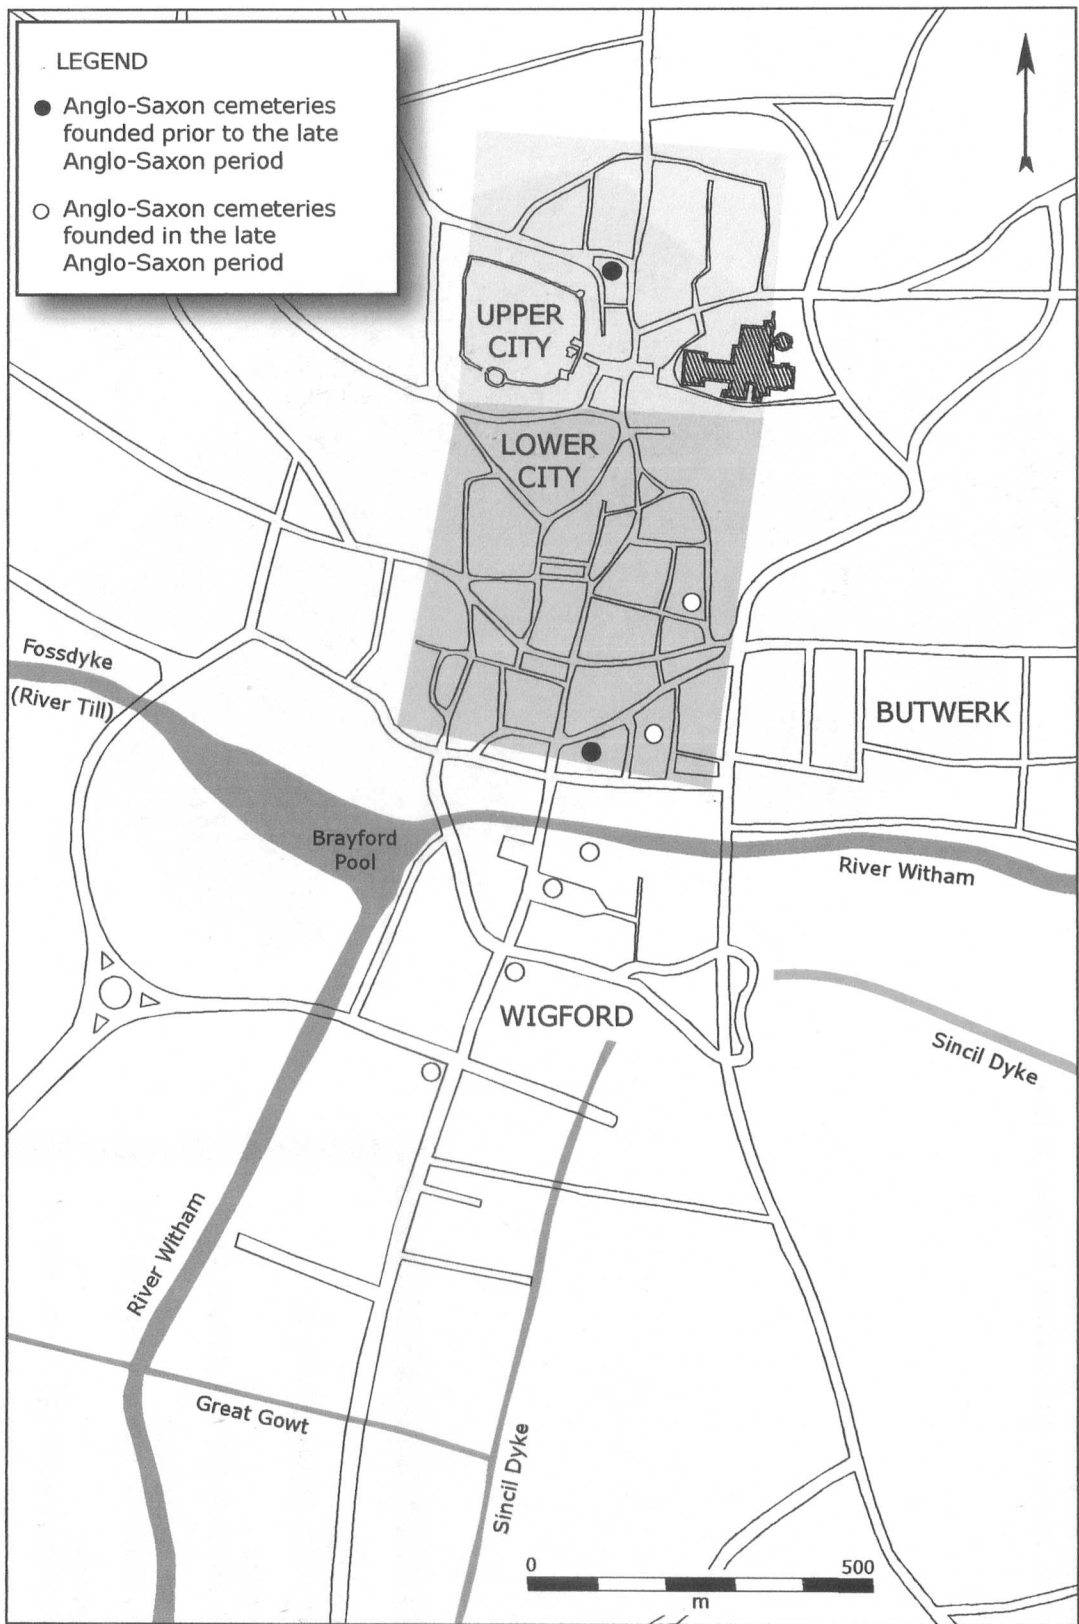 LEGEND
Anglo-Saxon cemeteries
founded prior to the late
Anglo-Saxon period
Anglo-Saxon cemeteries
founded in the late
Anglo-Saxon period
UPPER
CITY
LOWER
CITY
Fossdyke
(River Till)
BUTWERK
Brayford
Pool
River Witham
WIGFORD
Sincil Dyke
River Witham
Great Gowt
Sincil Dyke
0 500
m